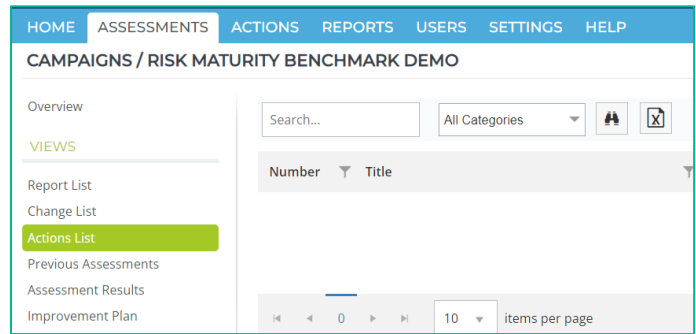 HOME ASSESSMENTS ACTIONS REPORTS USERS SETTINGS HELP
CAMPAIGNS / RISK MATURITY BENCHMARK DEMO
Overview
VIEWS
Report List
Change List
Actions List
Previous Assessments
Assessment Results
Improvement Plan
Search... All Categories
Number Title
0 10 items per page